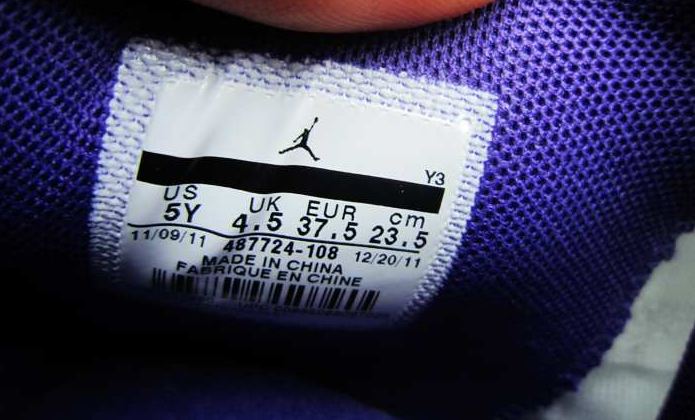 Y3
US UK EUR cm
5Y 4.5 37.5 23.5
11/09/11 487724-108 12/20/11
MADE IN CHINA
FABRIQUE EN CHINE